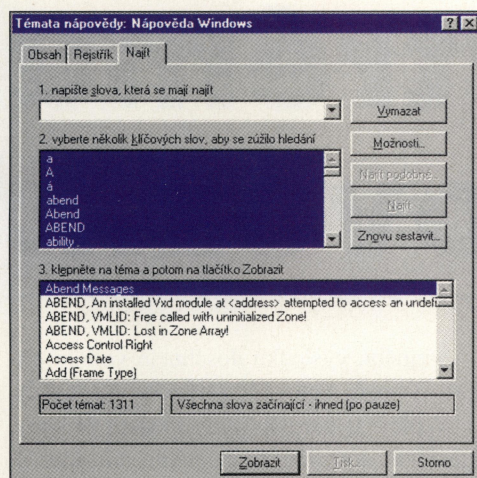 Témata nápovědy: Nápověda Windows
Obsah Rejstřík Najít
1. napište slova, která se mají najít
Vymazat
2. vyberte několik klíčových slov, aby se zúžilo hledání
Možnosti...
a
A
á
abend
Abend
ABEND
ability
Najít podobné...
Najít
Znovu sestavit...
3. klepněte na téma a potom na tlačítko Zobrazit
Abend Messages
ABEND, An installed Vxd module at <address> attempted to access an
ABEND, VMLID: Free called with uninitialized Zone!
ABEND, VMLID: Lost in Zone Array!
Access Control Right
Access Date
Add (Frame Type)
Počet témat: 1311 Všechna slova začínající - ihned (po pauze)
Zobrazit Tisk... Storno